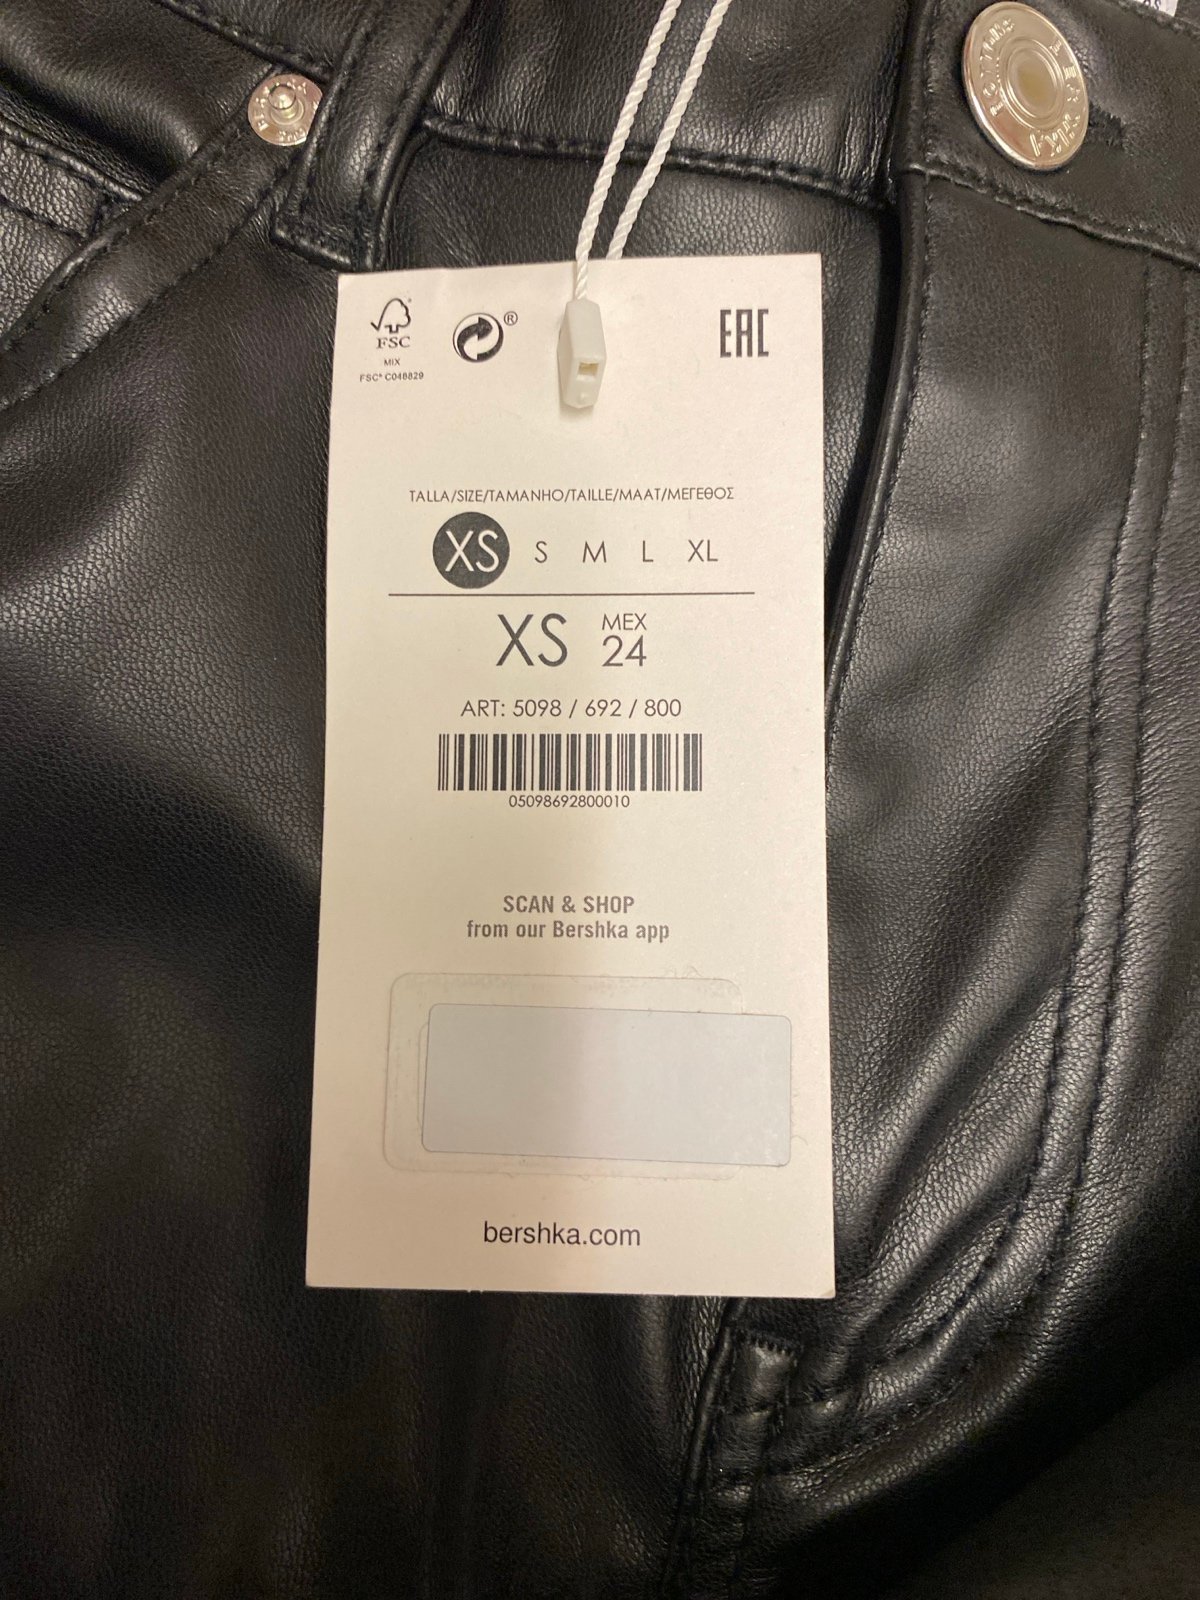 BERSHKA
FSC
MIX
FSC® C048829
®
EAC
TALLA/SIZE/TAMANHO/TAILLE/MAAT/ΜΕΓΕΘΟΣ
XS S M L XL
XS MEX 24
ART: 5098 / 692 / 800
05098692800010
SCAN & SHOP
from our Bershka app
bershka.com